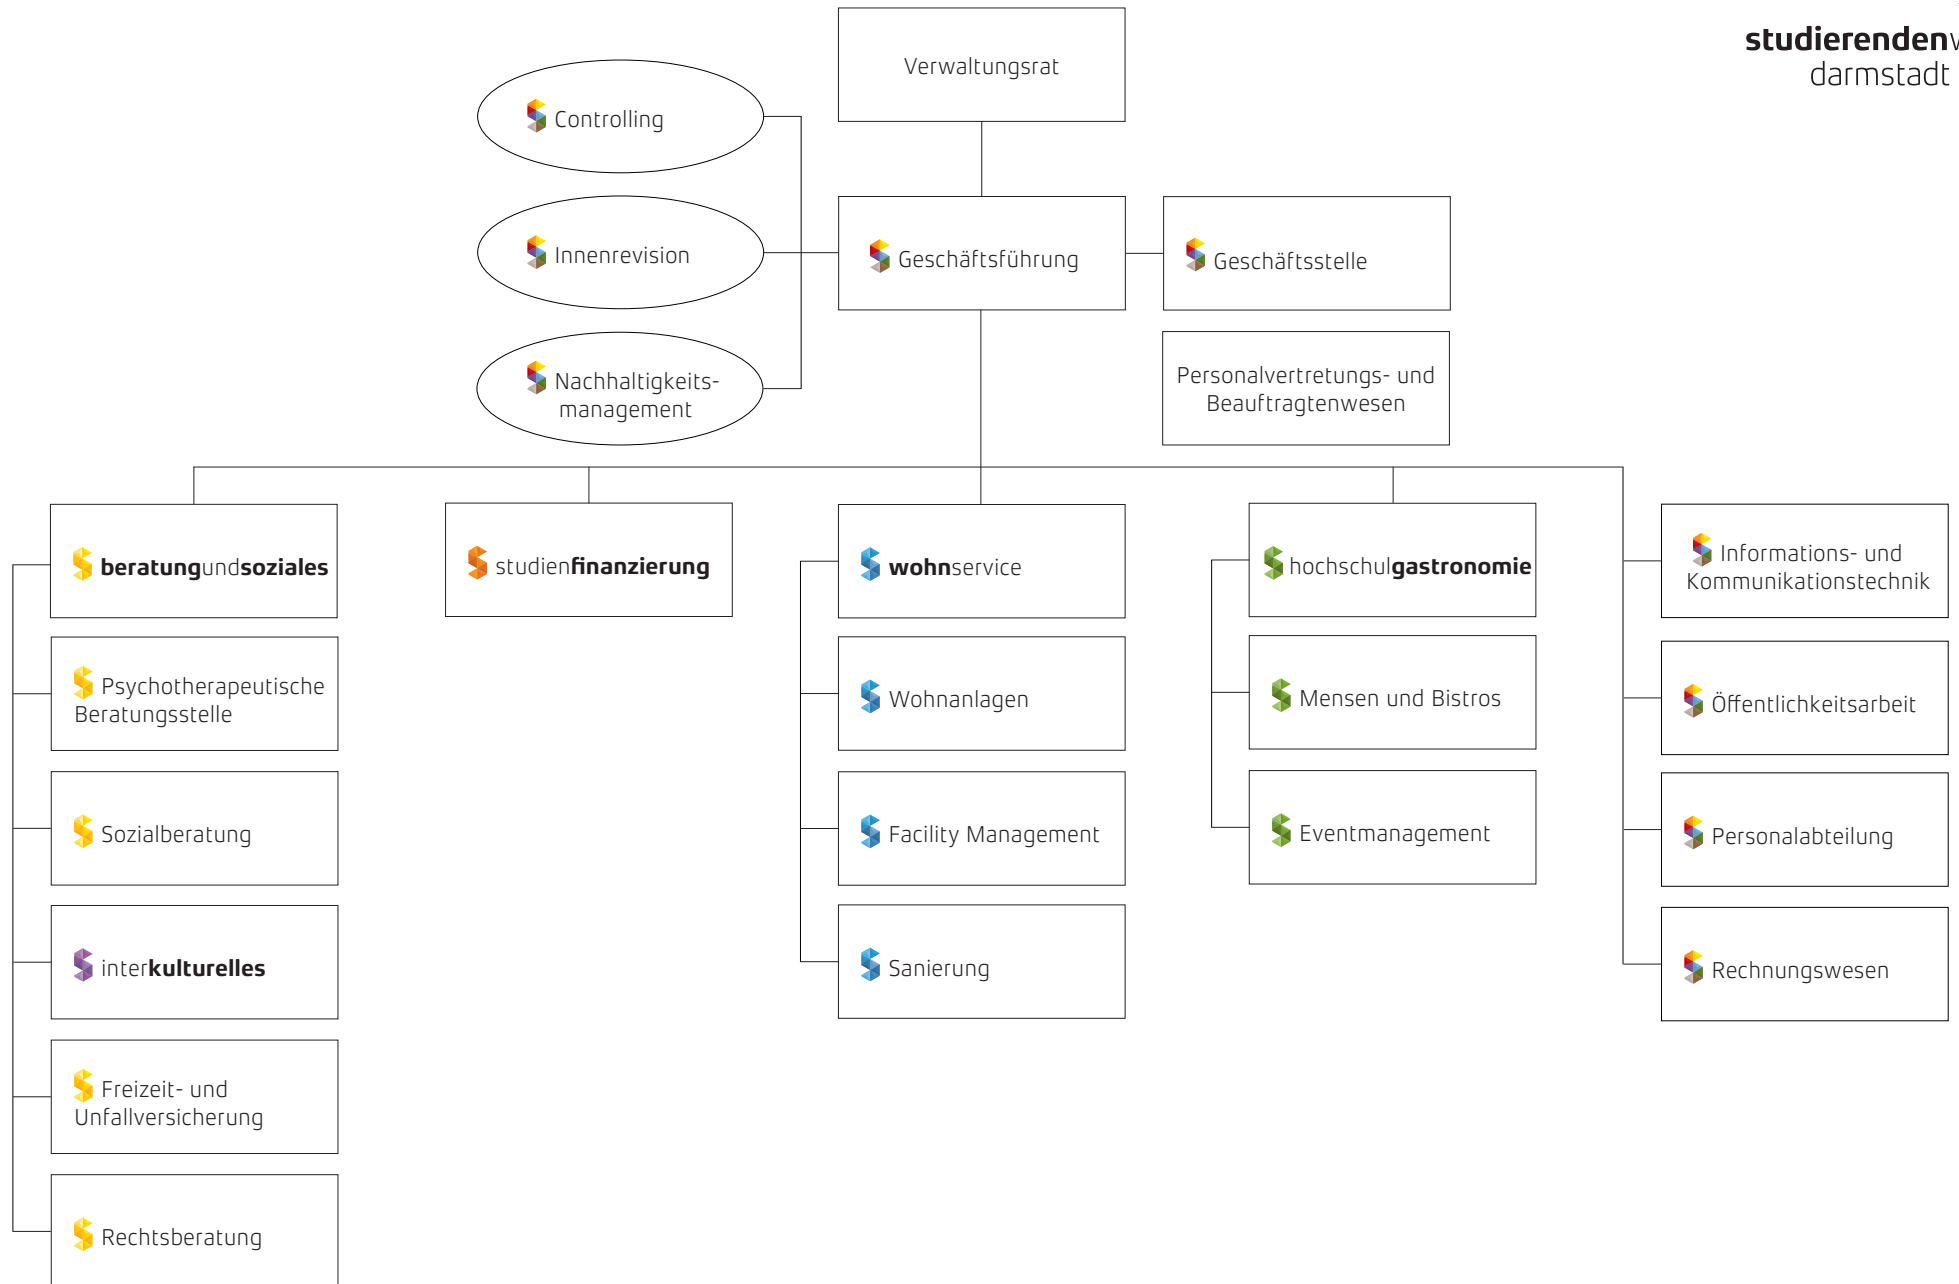 studierenden
darmstadt
Verwaltungsrat
Controlling
Innenrevision
Geschäftsführung
Geschäftsstelle
Nachhaltigkeits-
management
Personalvertretungs- und
Beauftragtenwesen
beratungundsoziales
Psychotherapeutische
Beratungsstelle
Sozialberatung
interkulturelles
Freizeit- und
Unfallversicherung
Rechtsberatung
studienfinanzierung
wohnservice
Wohnanlagen
Facility Management
Sanierung
hochschulgastronomie
Mensen und Bistros
Eventmanagement
Informations- und
Kommunikationstechnik
Öffentlichkeitsarbeit
Personalabteilung
Rechnungswesen